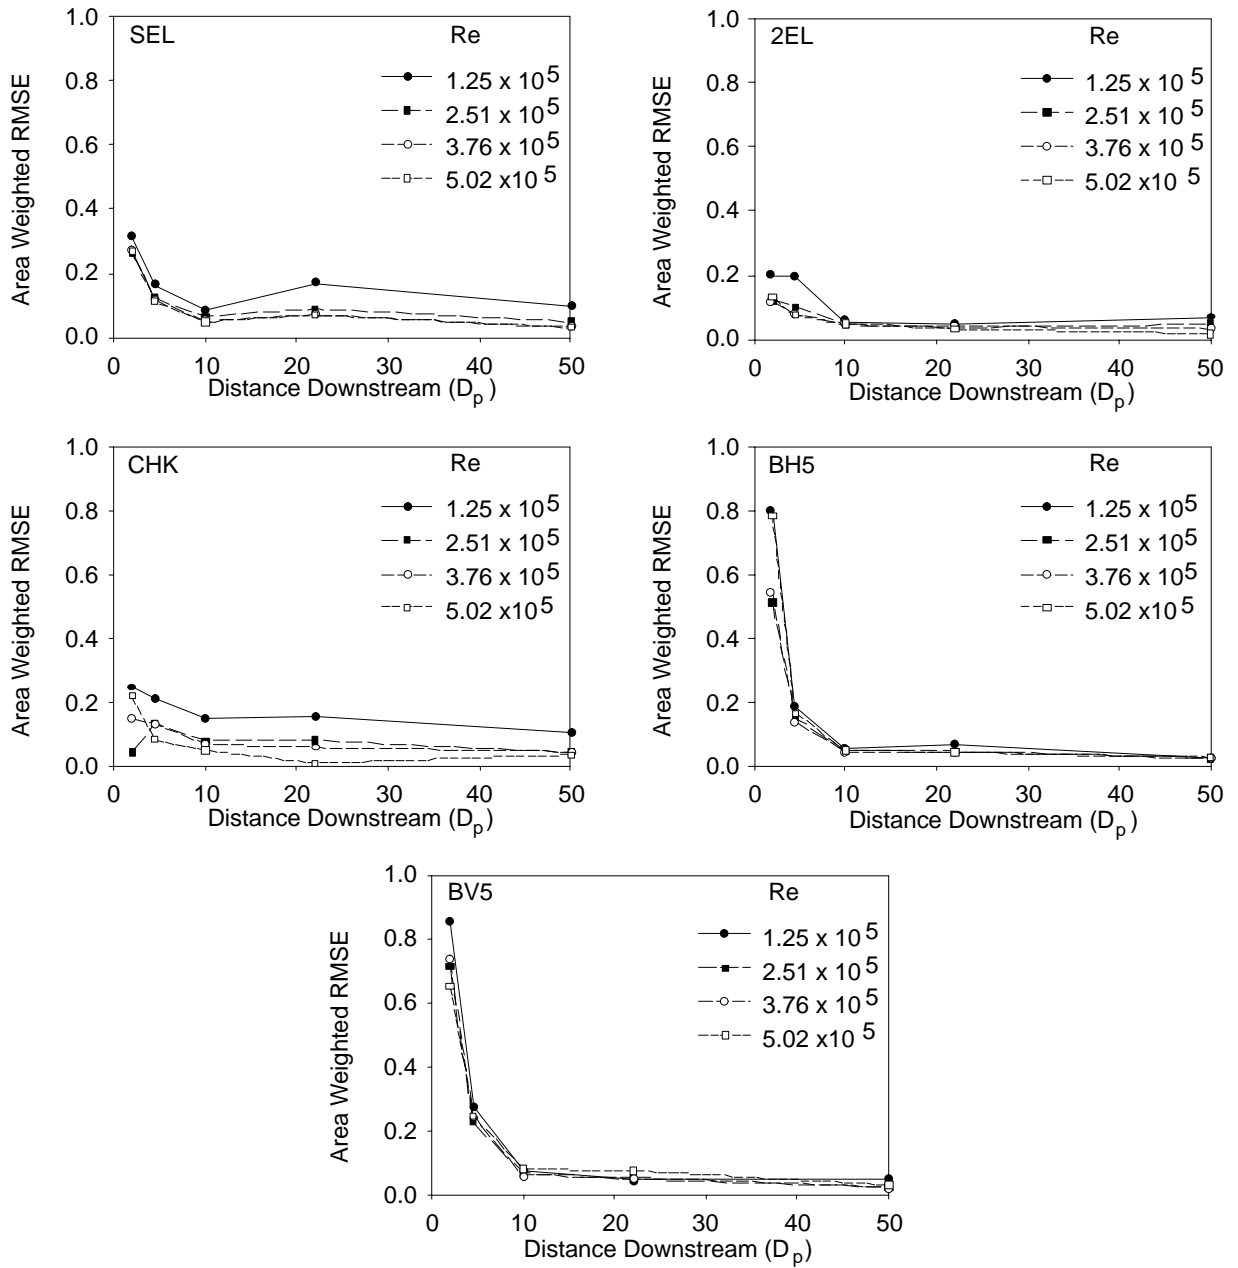 SEL
Re
1.25 x 10^5
2.51 x 10^5
3.76 x 10^5
5.02 x10^5
Area Weighted RMSE
1.0
0.8
0.6
0.4
0.2
0.0
0 10 20 30 40 50
Distance Downstream (D_p)
2EL
Re
1.25 x 10^5
2.51 x 10^5
3.76 x 10^5
5.02 x10^5
Area Weighted RMSE
1.0
0.8
0.6
0.4
0.2
0.0
0 10 20 30 40 50
Distance Downstream (D_p)
CHK
Re
1.25 x 10^5
2.51 x 10^5
3.76 x 10^5
5.02 x10^5
Area Weighted RMSE
1.0
0.8
0.6
0.4
0.2
0.0
0 10 20 30 40 50
Distance Downstream (D_p)
BH5
Re
1.25 x 10^5
2.51 x 10^5
3.76 x 10^5
5.02 x10^5
Area Weighted RMSE
1.0
0.8
0.6
0.4
0.2
0.0
0 10 20 30 40 50
Distance Downstream (D_p)
BV5
Re
1.25 x 10^5
2.51 x 10^5
3.76 x 10^5
5.02 x10^5
Area Weighted RMSE
1.0
0.8
0.6
0.4
0.2
0.0
0 10 20 30 40 50
Distance Downstream (D_p)